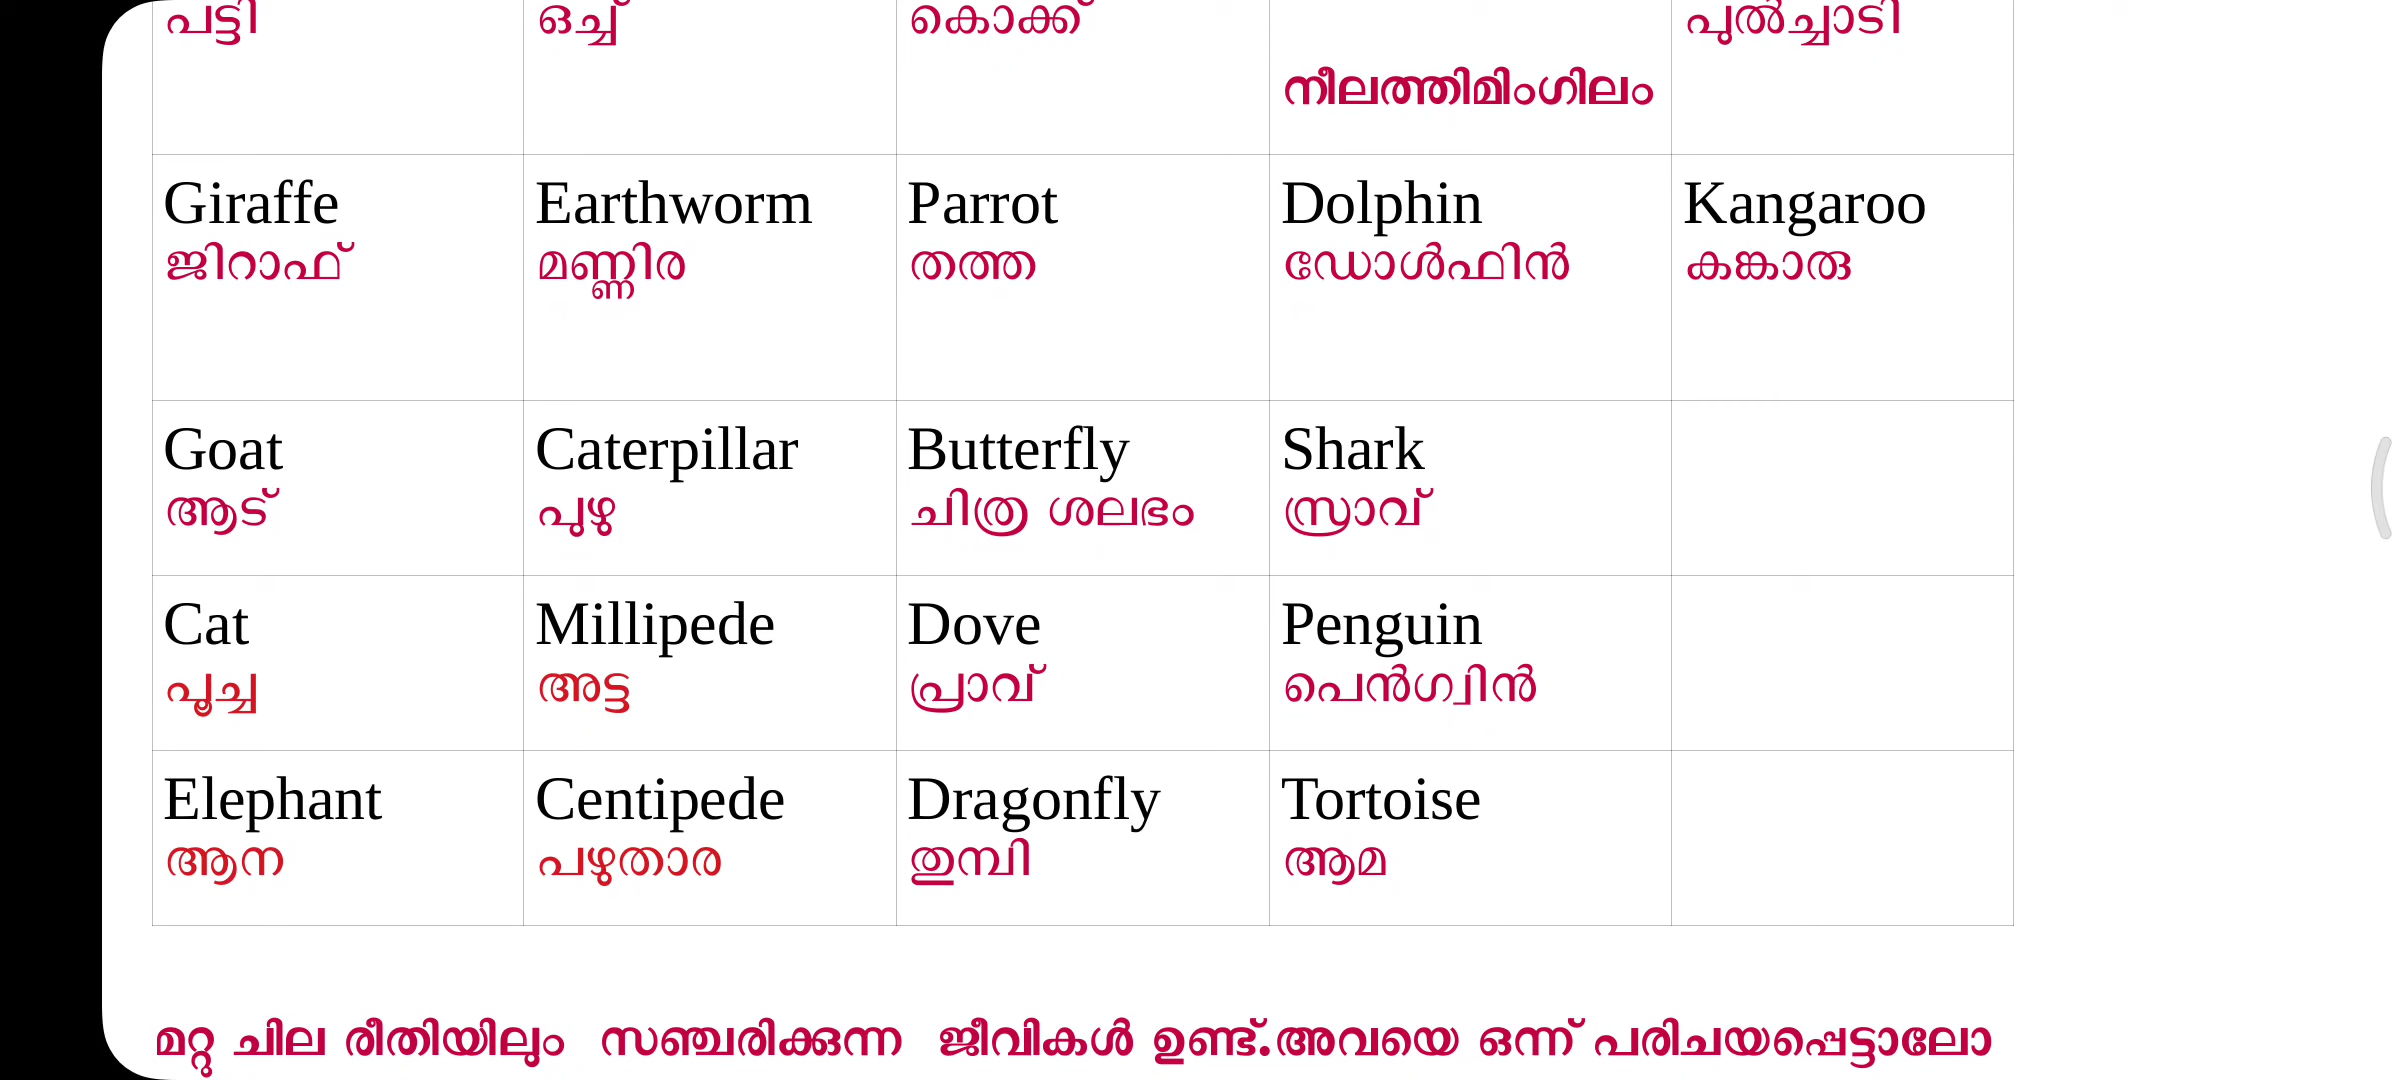 പട്ടി ഒച്ച് കൊക്ക് പുൽച്ചാടി
നീലത്തിമിംഗിലം
Giraffe Earthworm Parrot Dolphin Kangaroo
ജിറാഫ് മണ്ണിര തത്ത ഡോൾഫിൻ കങ്കാരു
Goat Caterpillar Butterfly Shark
ആട് പുഴു ചിത്ര ശലഭം സ്രാവ്
Cat Millipede Dove Penguin
പൂച്ച അട്ട പ്രാവ് പെൻഗ്വിൻ
Elephant Centipede Dragonfly Tortoise
ആന പഴുതാര തുമ്പി ആമ
മറ്റു ചില രീതിയിലും സഞ്ചരിക്കുന്ന ജീവികൾ ഉണ്ട്.അവയെ ഒന്ന് പരിചയപ്പെട്ടാലോ